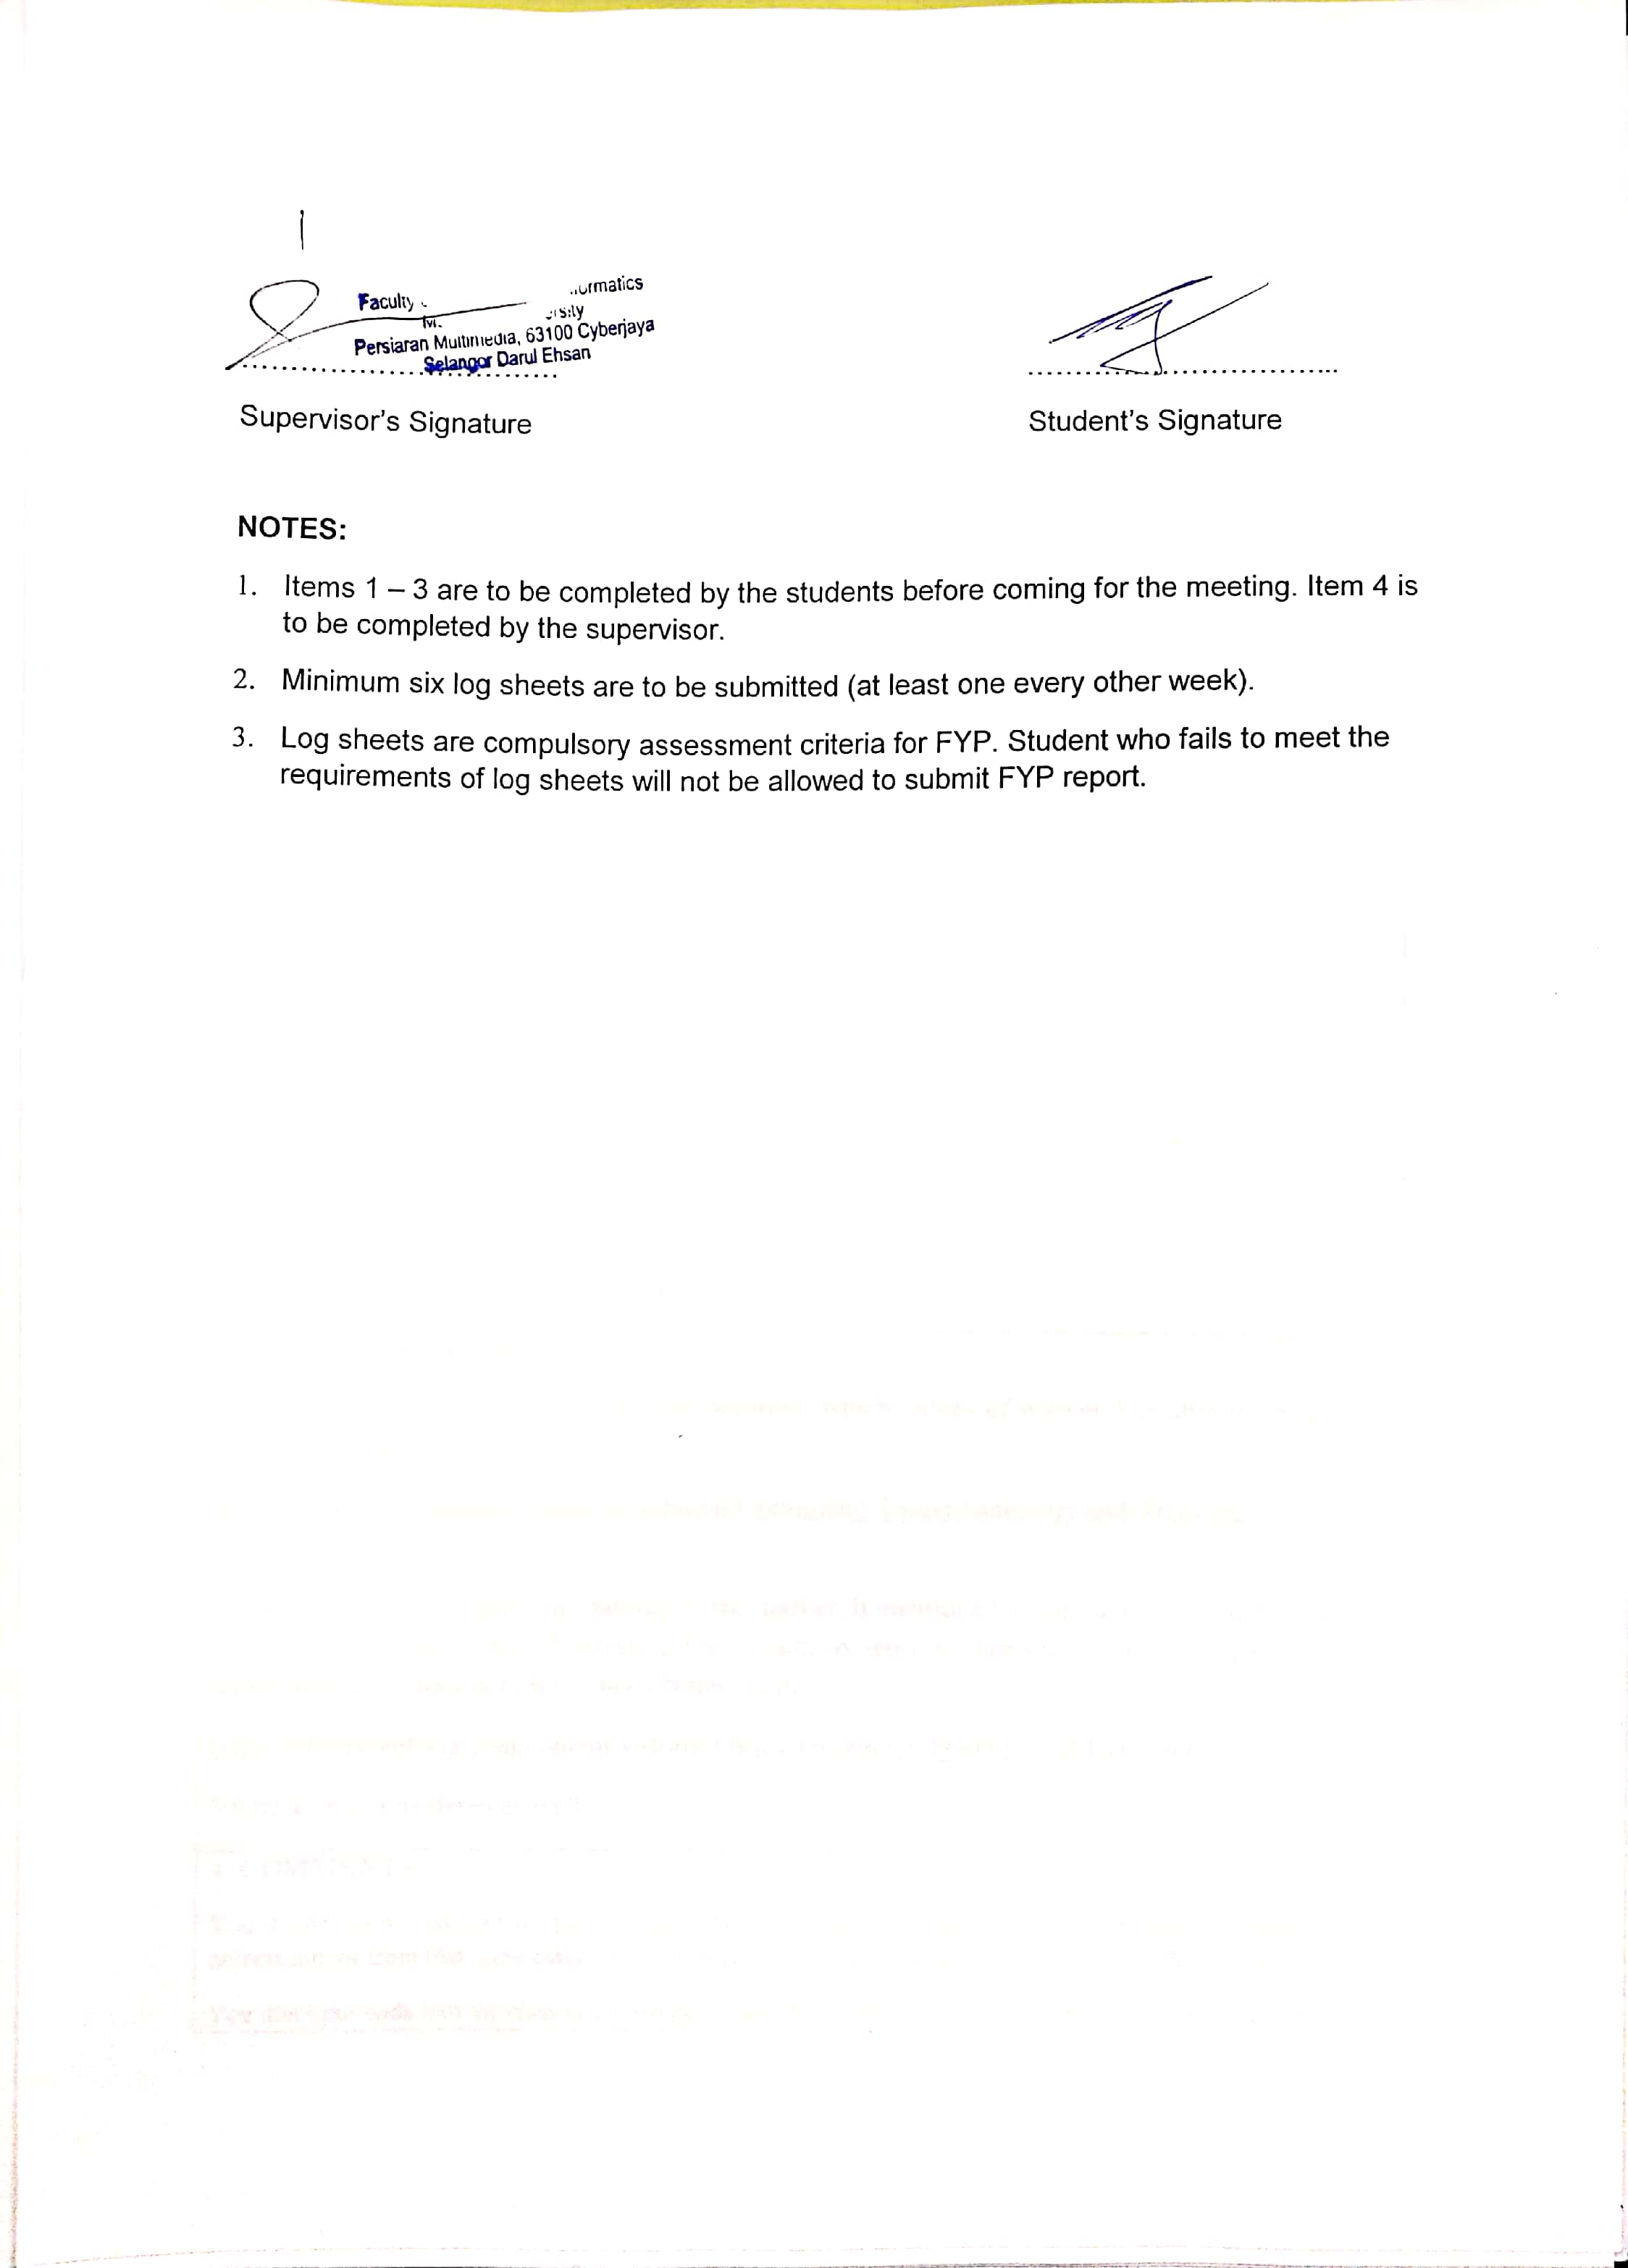 Faculty
Persiaran Multimedia, 63100 Cyberjaya
Selangor Darul Ehsan
Supervisor's Signature
Student's Signature
NOTES:
1. Items 1 – 3 are to be completed by the students before coming for the meeting. Item 4 is
to be completed by the supervisor.
2. Minimum six log sheets are to be submitted (at least one every other week).
3. Log sheets are compulsory assessment criteria for FYP. Student who fails to meet the
requirements of log sheets will not be allowed to submit FYP report.